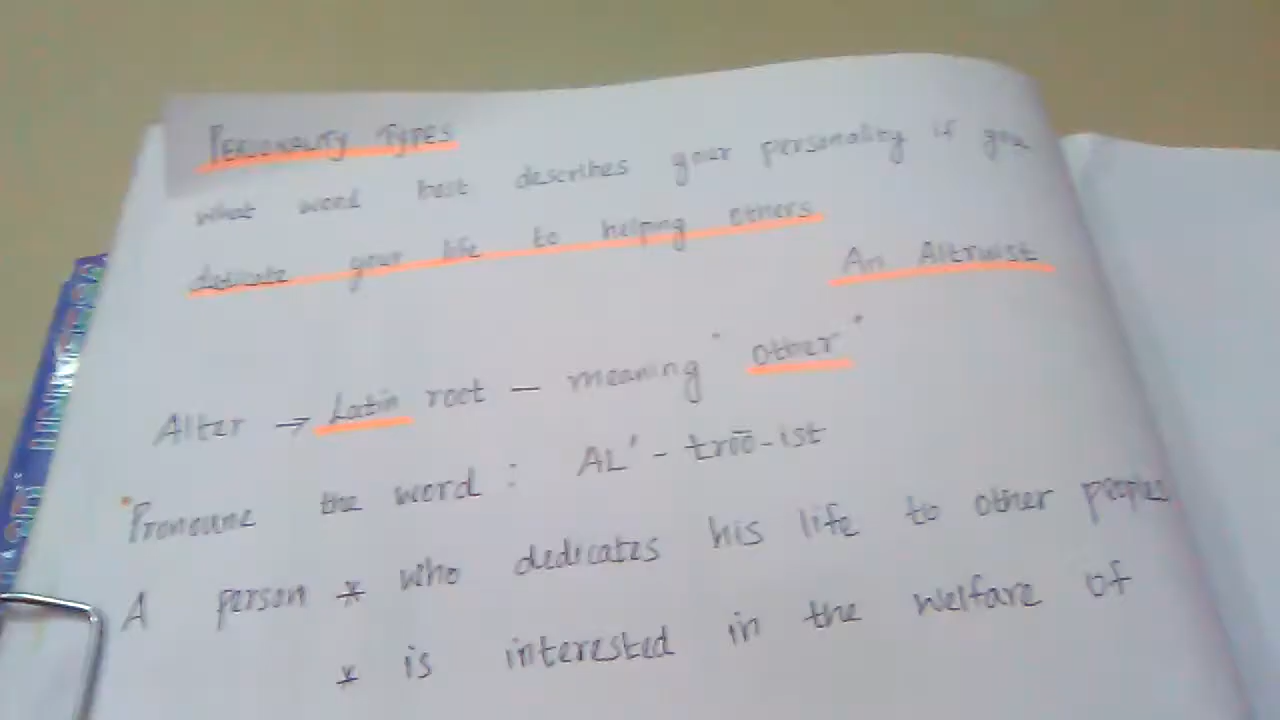 PERSONALITY TYPES
what word best describes your personality if you
dedicate your life to helping others
An Altruist
Alter → Latin root - meaning "other"
Pronounc the word : AL' - trōō - ist
A person * who dedicates his life to other people
* is interested in the welfare of